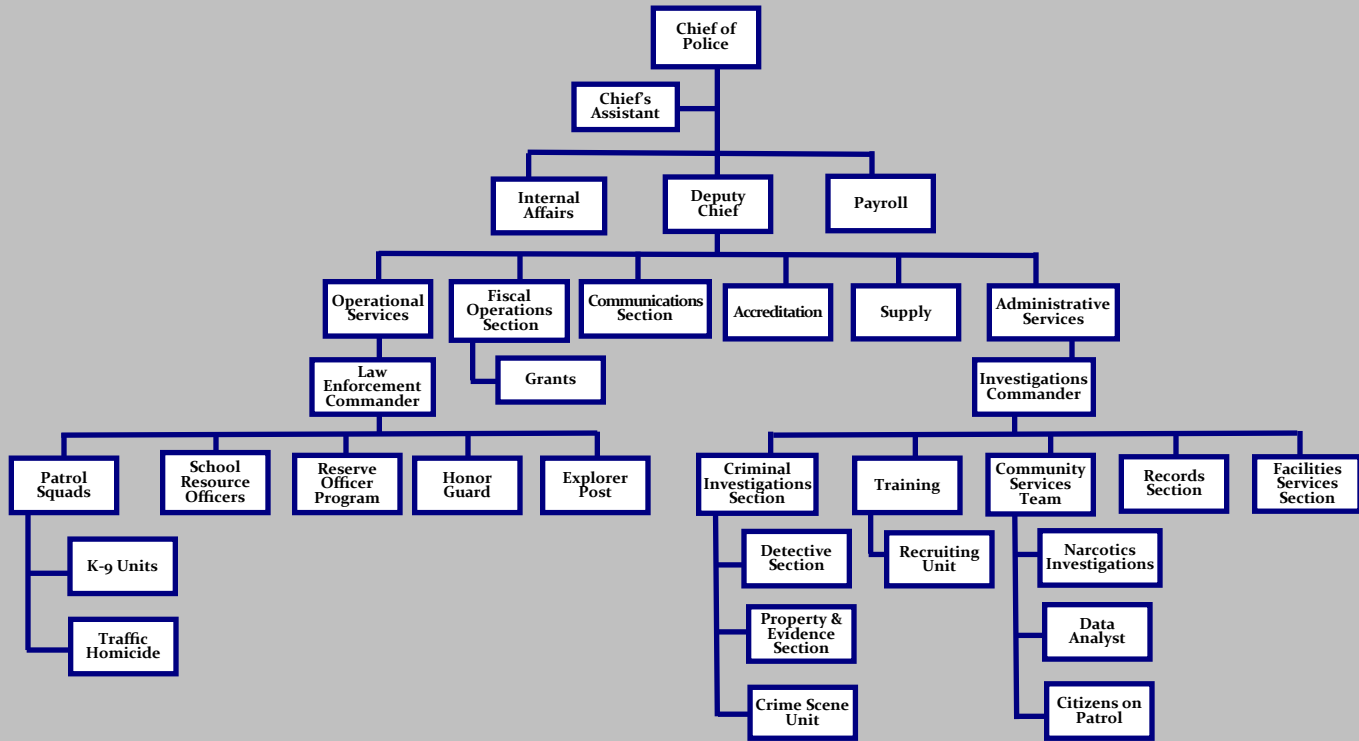 Chief of
Police
Chief's
Assistant
Internal
Affairs
Deputy
Chief
Payroll
Operational
Services
Fiscal
Operations
Section
Communications
Section
Accreditation
Supply
Administrative
Services
Law
Enforcement
Commander
Grants
Investigations
Commander
Patrol
Squads
School
Resource
Officers
Reserve
Officer
Program
Honor
Guard
Explorer
Post
Criminal
Investigations
Section
Training
Community
Services
Team
Records
Section
Facilities
Services
Section
K-9 Units
Detective
Section
Recruiting
Unit
Narcotics
Investigations
Traffic
Homicide
Property &
Evidence
Section
Data
Analyst
Crime Scene
Unit
Citizens on
Patrol